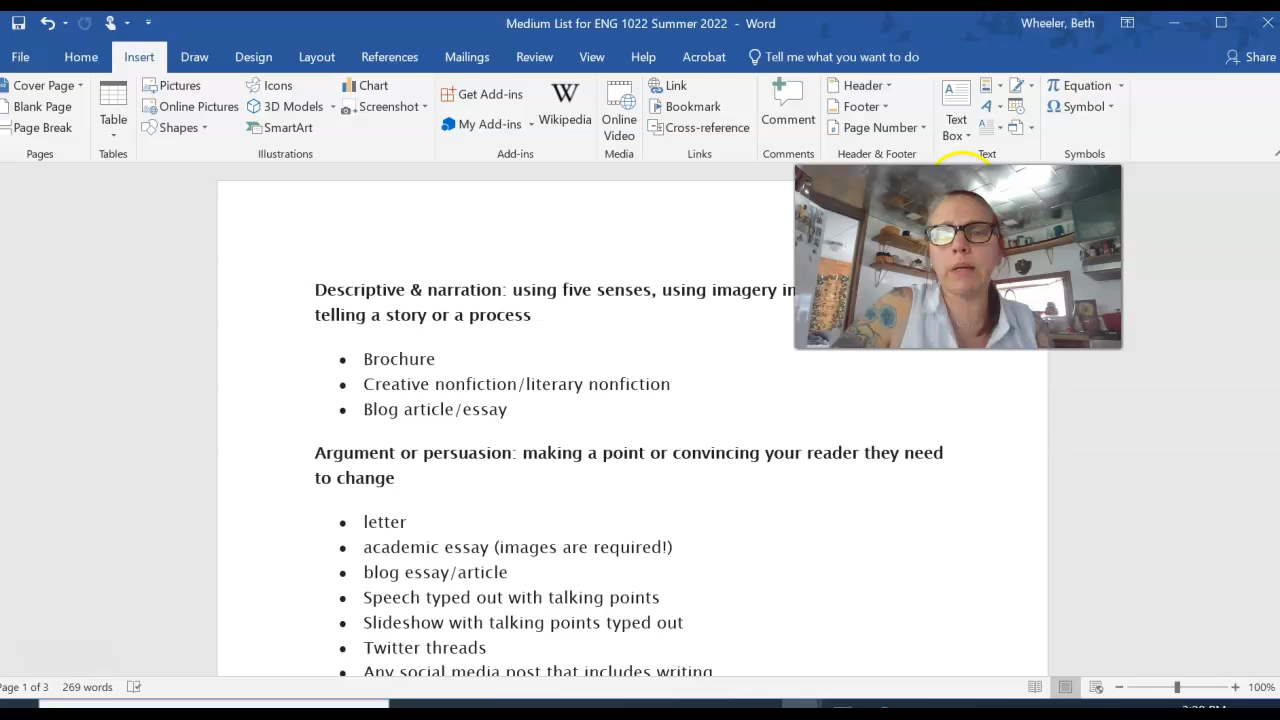 Medium List for ENG 1022 Summer 2022 - Word
Wheeler, Beth
File Home Insert Draw Design Layout References Mailings Review View Help Acrobat Tell me what you want to do Share
Cover Page
Blank Page
Page Break
Pages
Table
Tables
Pictures
Online Pictures
Shapes
Icons
3D Models
SmartArt
Chart
Screenshot
Illustrations
Get Add-ins
My Add-ins
W
Wikipedia
Add-ins
Online
Video
Media
Link
Bookmark
Cross-reference
Links
Comment
Comments
Header
Footer
Page Number
Header & Footer
A
Text
Box
Text
Equation
Symbol
Symbols
Descriptive & narration: using five senses, using imagery in
telling a story or a process
• Brochure
• Creative nonfiction/literary nonfiction
• Blog article/essay
Argument or persuasion: making a point or convincing your reader they need
to change
• letter
• academic essay (images are required!)
• blog essay/article
• Speech typed out with talking points
• Slideshow with talking points typed out
• Twitter threads
• Any social media post that includes writing
Page 1 of 3 269 words 100%